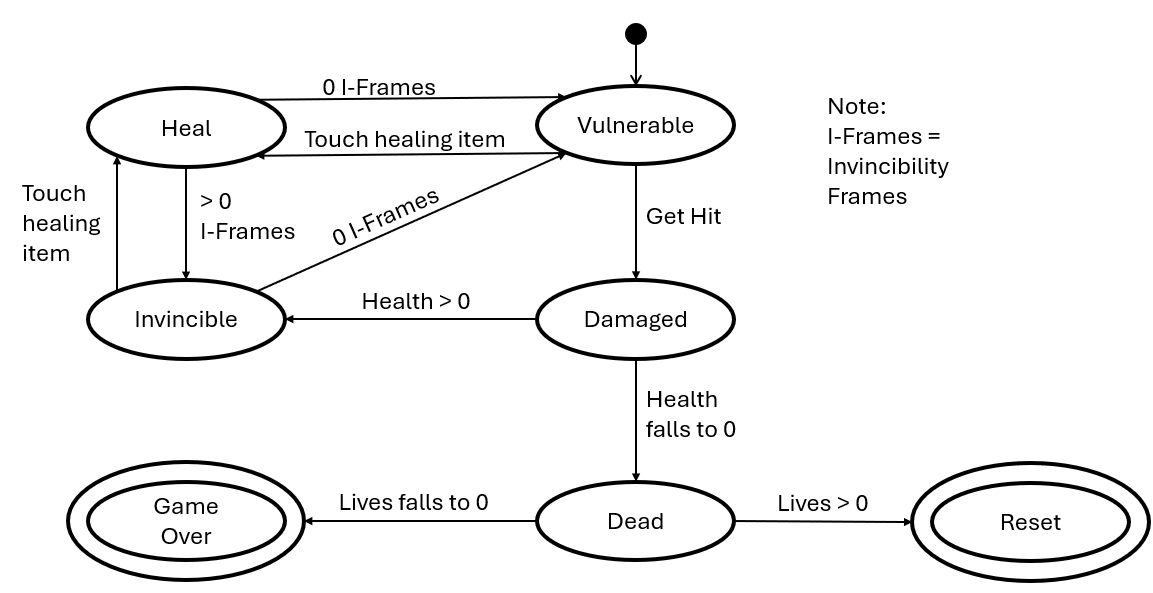 0 I-Frames
Heal
Vulnerable
Touch healing item
Note:
I-Frames =
Invincibility
Frames
Touch
healing
item
> 0
I-Frames
0 I-Frames
Get Hit
Invincible
Health > 0
Damaged
Health
falls to 0
Game
Over
Lives falls to 0
Dead
Lives > 0
Reset